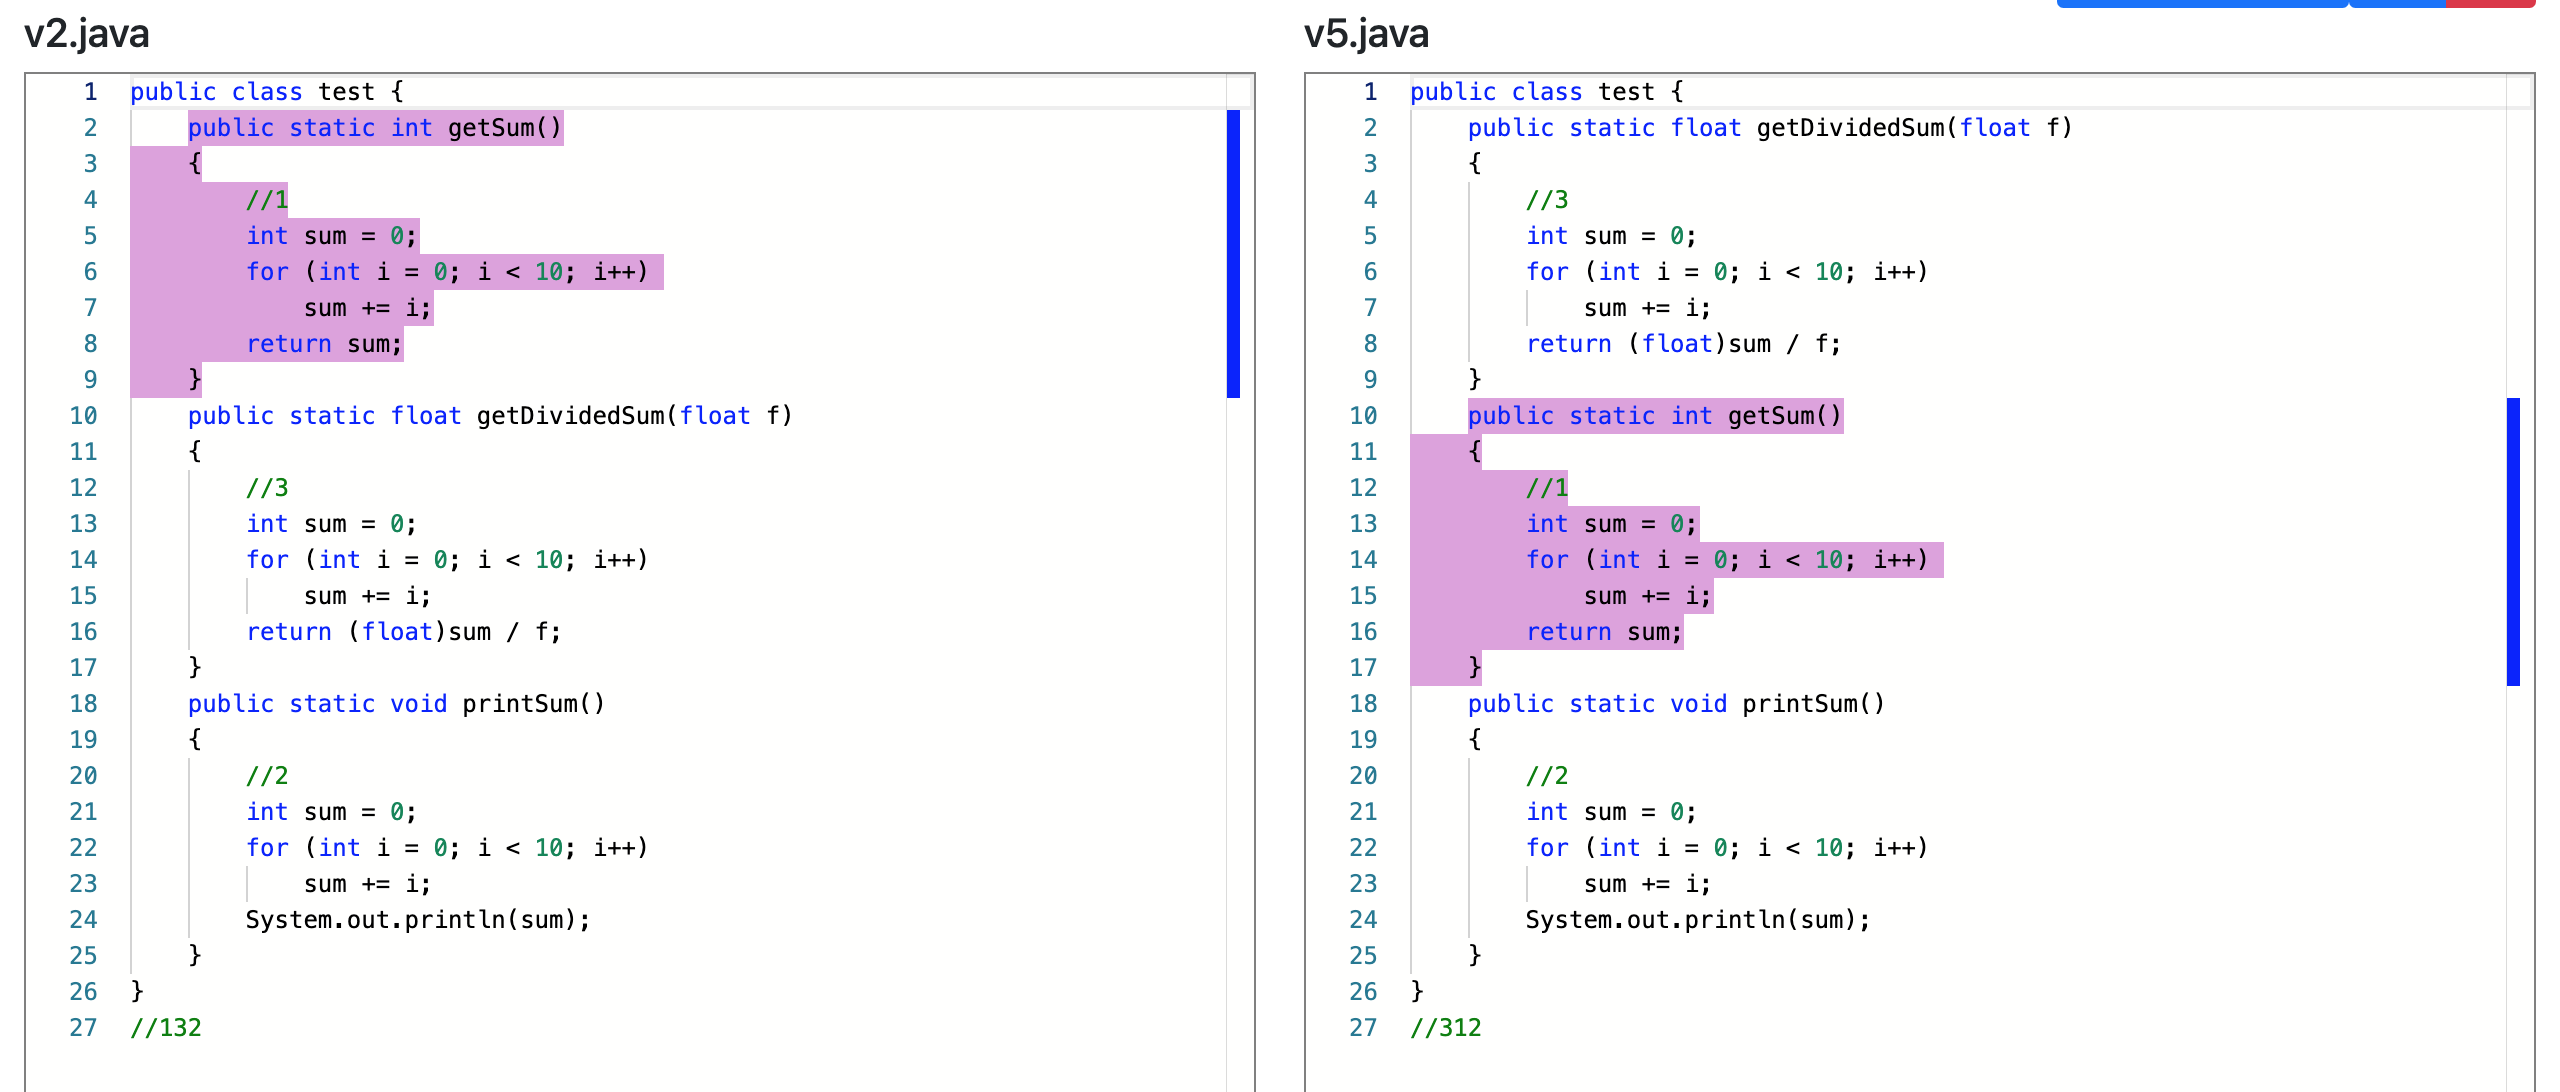 v2.java
1 public class test {
2     public static int getSum()
3     {
4         //1
5         int sum = 0;
6         for (int i = 0; i < 10; i++)
7             sum += i;
8         return sum;
9     }
10     public static float getDividedSum(float f)
11     {
12         //3
13         int sum = 0;
14         for (int i = 0; i < 10; i++)
15             sum += i;
16         return (float)sum / f;
17     }
18     public static void printSum()
19     {
20         //2
21         int sum = 0;
22         for (int i = 0; i < 10; i++)
23             sum += i;
24         System.out.println(sum);
25     }
26 }
27 //132
v5.java
1 public class test {
2     public static float getDividedSum(float f)
3     {
4         //3
5         int sum = 0;
6         for (int i = 0; i < 10; i++)
7             sum += i;
8         return (float)sum / f;
9     }
10     public static int getSum()
11     {
12         //1
13         int sum = 0;
14         for (int i = 0; i < 10; i++)
15             sum += i;
16         return sum;
17     }
18     public static void printSum()
19     {
20         //2
21         int sum = 0;
22         for (int i = 0; i < 10; i++)
23             sum += i;
24         System.out.println(sum);
25     }
26 }
27 //312